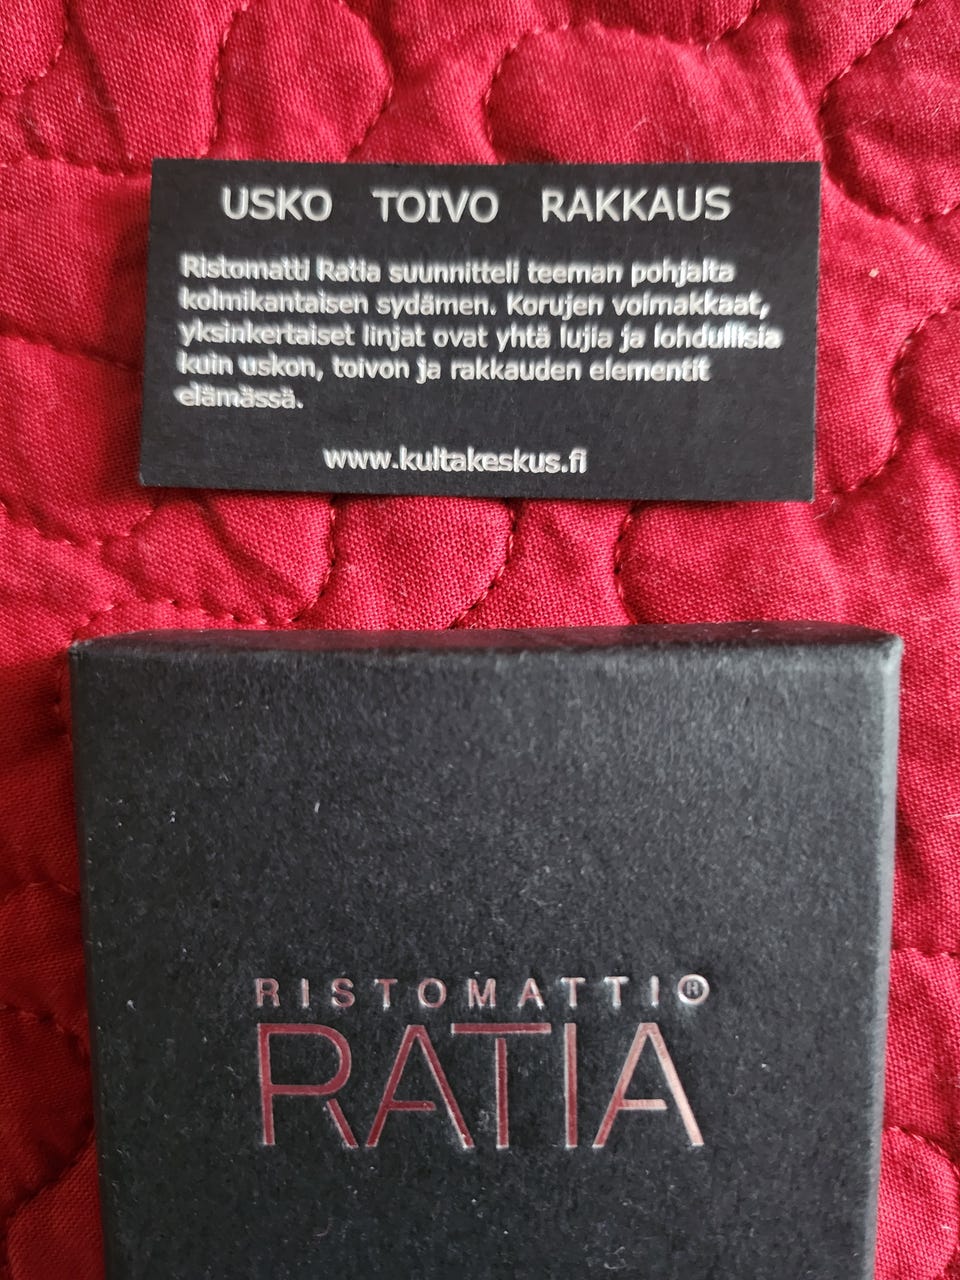 USKO TOIVO RAKKAUS
Ristomatti Ratia suunnitteli teeman pohjalta
kolmikantaisen sydämen. Korujen voimakkaat,
yksinkertaiset linjat ovat yhtä lujia ja lohdullisia
kuin uskon, toivon ja rakkauden elementit
elämässä.
www.kultakeskus.fi
RISTOMATTI®
RATIA